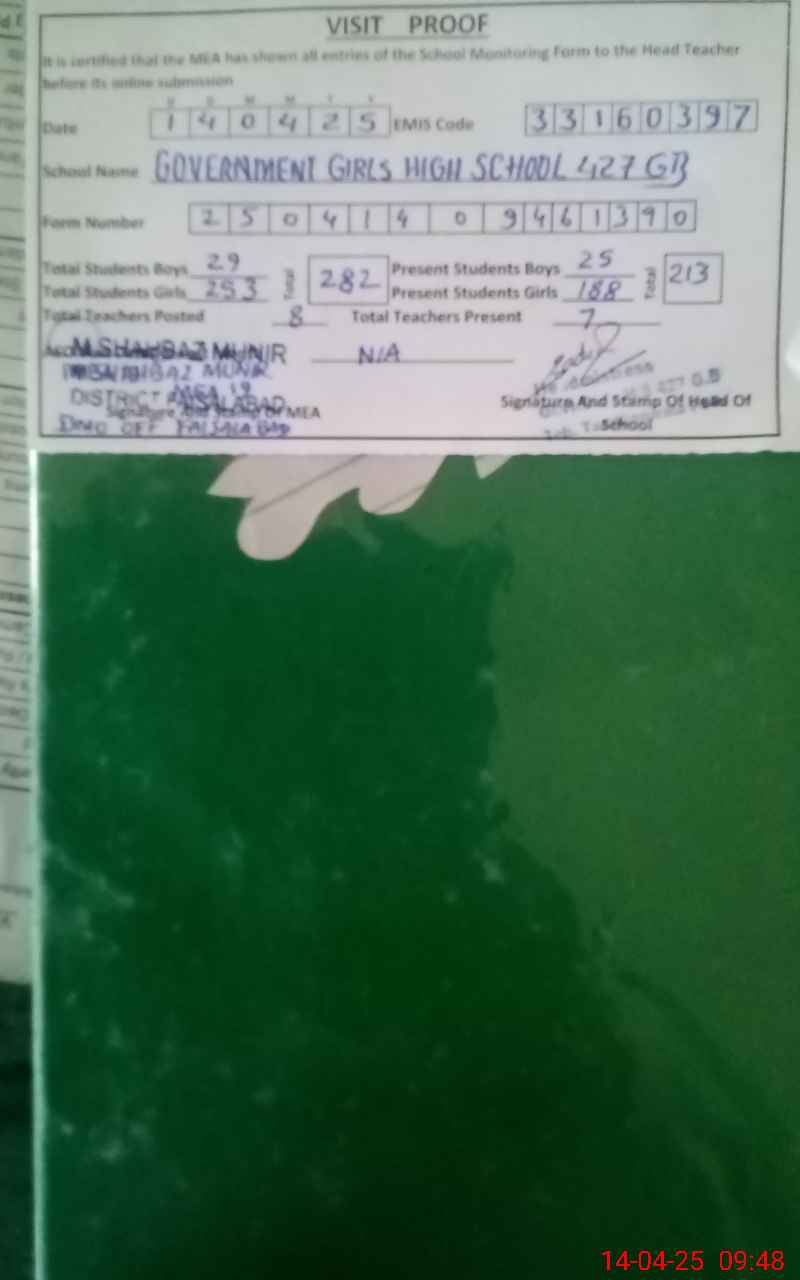 VISIT PROOF
It is certified that the MEA has shown all entries of the School Monitoring Form to the Head Teacher
before its online submission
D D M M Y Y
Date 1 4 0 4 2 5 EMIS Code 3 3 1 6 0 3 9 7
School Name GOVERNMENT GIRLS HIGH SCHOOL 427 GB
Form Number 2 5 0 4 1 4 0 9 4 6 1 3 9 0
Total Students Boys 29 Total 282 Present Students Boys 25 Total 213
Total Students Girls 253 Present Students Girls 188
Total Teachers Posted 8 Total Teachers Present 7
M.SHAHBAZ MUNIR N/A
SHAHBAZ MUNIR
MEA 19
DISTRICT FAISALABAD
Signature And Stamp Of MEA
DMO OFF FAISALABAD
427 G.B
Signature And Stamp Of Head Of
School
14-04-25 09:48